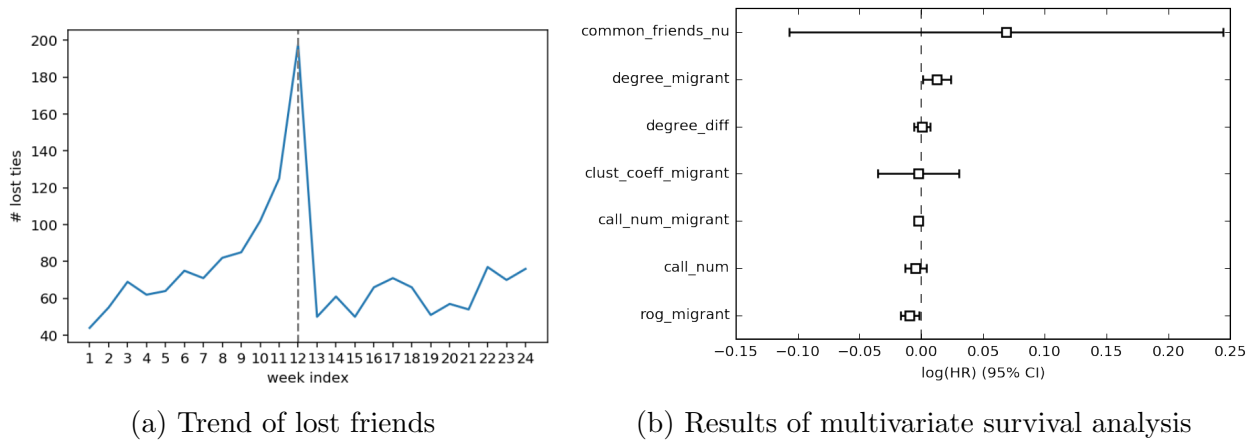 200
180
160
140
120
100
80
60
40
# lost ties
1 2 3 4 5 6 7 8 9 10 11 12 13 14 15 16 17 18 19 20 21 22 23 24
week index
(a) Trend of lost friends
common_friends_nu
degree_migrant
degree_diff
clust_coeff_migrant
call_num_migrant
call_num
rog_migrant
−0.15 −0.10 −0.05 0.00 0.05 0.10 0.15 0.20 0.25
log(HR) (95% CI)
(b) Results of multivariate survival analysis